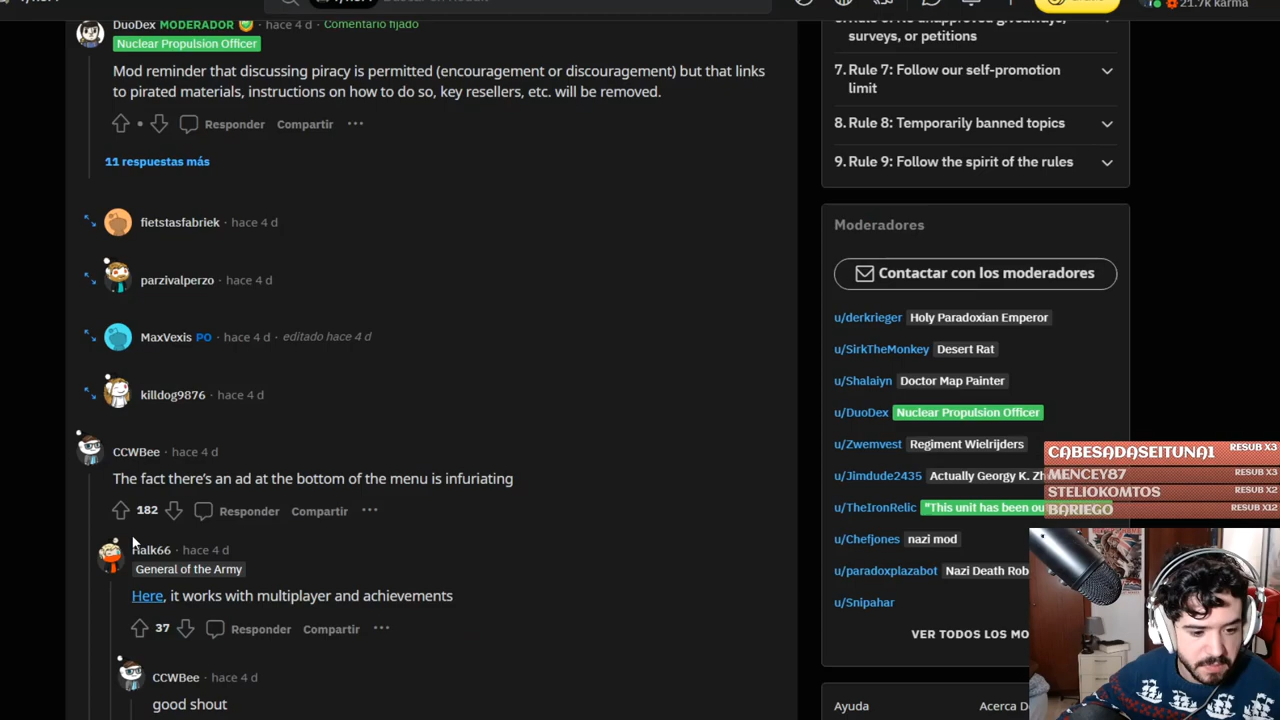 21.7k karma
DuoDex MODERADOR · hace 4 d · Comentario fijado
Nuclear Propulsion Officer
Mod reminder that discussing piracy is permitted (encouragement or discouragement) but that links
to pirated materials, instructions on how to do so, key resellers, etc. will be removed.
Responder Compartir
11 respuestas más
fietstasfabriek · hace 4 d
parzivalperzo · hace 4 d
MaxVexis PO · hace 4 d · editado hace 4 d
killdog9876 · hace 4 d
CCWBee · hace 4 d
The fact there's an ad at the bottom of the menu is infuriating
182 Responder Compartir
alk66 · hace 4 d
General of the Army
Here, it works with multiplayer and achievements
37 Responder Compartir
CCWBee · hace 4 d
good shout
surveys, or petitions
7. Rule 7: Follow our self-promotion
limit
8. Rule 8: Temporarily banned topics
9. Rule 9: Follow the spirit of the rules
Moderadores
Contactar con los moderadores
u/derkrieger Holy Paradoxian Emperor
u/SirkTheMonkey Desert Rat
u/Shalaiyn Doctor Map Painter
u/DuoDex Nuclear Propulsion Officer
u/Zwemvest Regiment Wielrijders
u/Jimdude2435 Actually Georgy K. Zh
u/TheIronRelic "This unit has been ou
u/Chefjones nazi mod
u/paradoxplazabot Nazi Death Rob
u/Snipahar
VER TODOS LOS MO
Ayuda Acerca D
CABESADASEITUNA1 RESUB X3
MENCEY87 RESUB X3
STELIOKOMTOS RESUB X2
BARIEGO RESUB X12